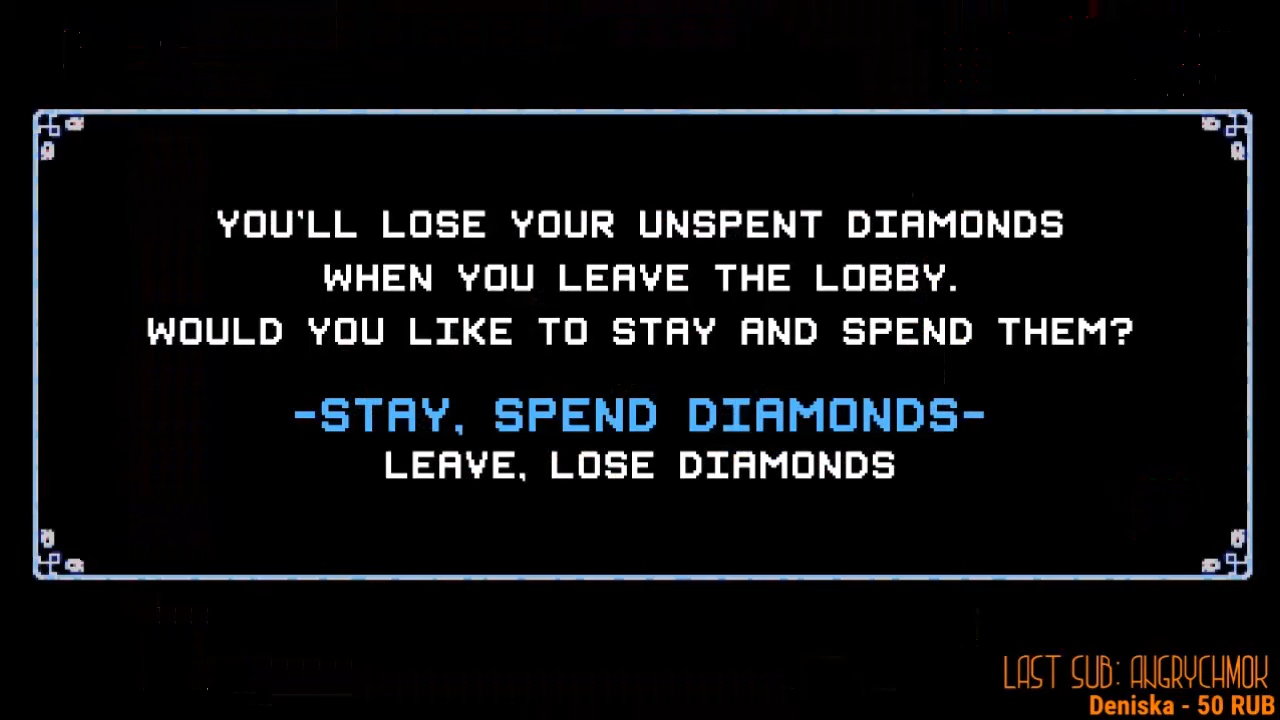 YOU'LL LOSE YOUR UNSPENT DIAMONDS
WHEN YOU LEAVE THE LOBBY.
WOULD YOU LIKE TO STAY AND SPEND THEM?
-STAY, SPEND DIAMONDS-
LEAVE, LOSE DIAMONDS
LAST SUB: ANGRYCHMOK
Deniska - 50 RUB